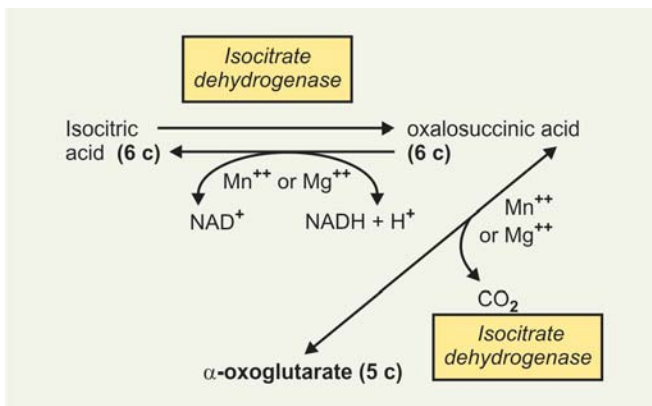 Isocitrate
dehydrogenase
Isocitric
acid (6 c)
oxalosuccinic acid
(6 c)
Mn++ or Mg++
NAD+
NADH + H+
Mn++
or Mg++
CO2
Isocitrate
dehydrogenase
α-oxoglutarate (5 c)